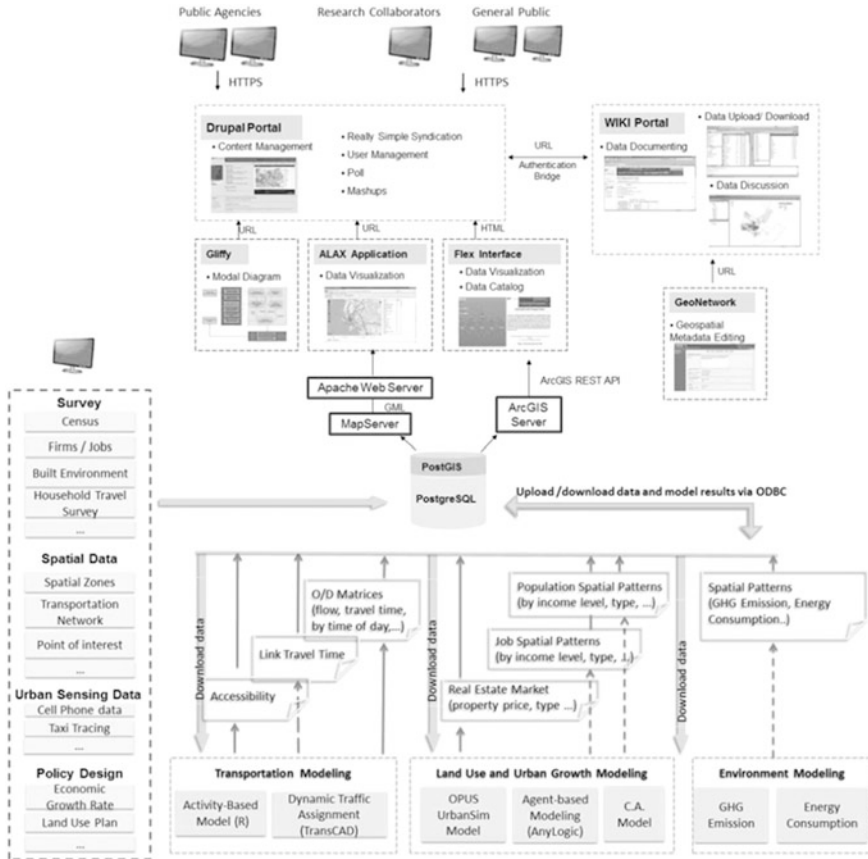 Public Agencies
Research Collaborators
General Public
HTTPS
HTTPS
Drupal Portal
• Content Management
• Really Simple Syndication
• User Management
• Poll
• Mashups
URL
Authentication
Bridge
WIKI Portal
• Data Documenting
• Data Upload/ Download
• Data Discussion
URL
URL
HTML
URL
Gliffy
• Modal Diagram
ALAX Application
• Data Visualization
Flex Interface
• Data Visualization
• Data Catalog
GeoNetwork
• Geospatial
Metadata Editing
Apache Web Server
GML
MapServer
ArcGIS REST API
ArcGIS
Server
PostGIS
PostgreSQL
Upload /download data and model results via ODBC
Survey
Census
Firms / Jobs
Built Environment
Household Travel
Survey
...
Spatial Data
Spatial Zones
Transportation
Network
Point of interest
...
Urban Sensing Data
Cell Phone data
Taxi Tracing
...
Policy Design
Economic
Growth Rate
Land Use Plan
...
Download data
Accessibility
Link Travel Time
O/D Matrices
(flow, travel time,
by time of day,...)
Download data
Real Estate Market
(property price, type ...)
Job Spatial Patterns
(by income level, type, ...)
Population Spatial Patterns
(by income level, type, ...)
Download data
Spatial Patterns
(GHG Emission, Energy
Consumption..)
Transportation Modeling
Activity-Based
Model (R)
Dynamic Traffic
Assignment
(TransCAD)
Land Use and Urban Growth Modeling
OPUS
UrbanSim
Model
Agent-based
Modeling
(AnyLogic)
C.A.
Model
Environment Modeling
GHG
Emission
Energy
Consumption